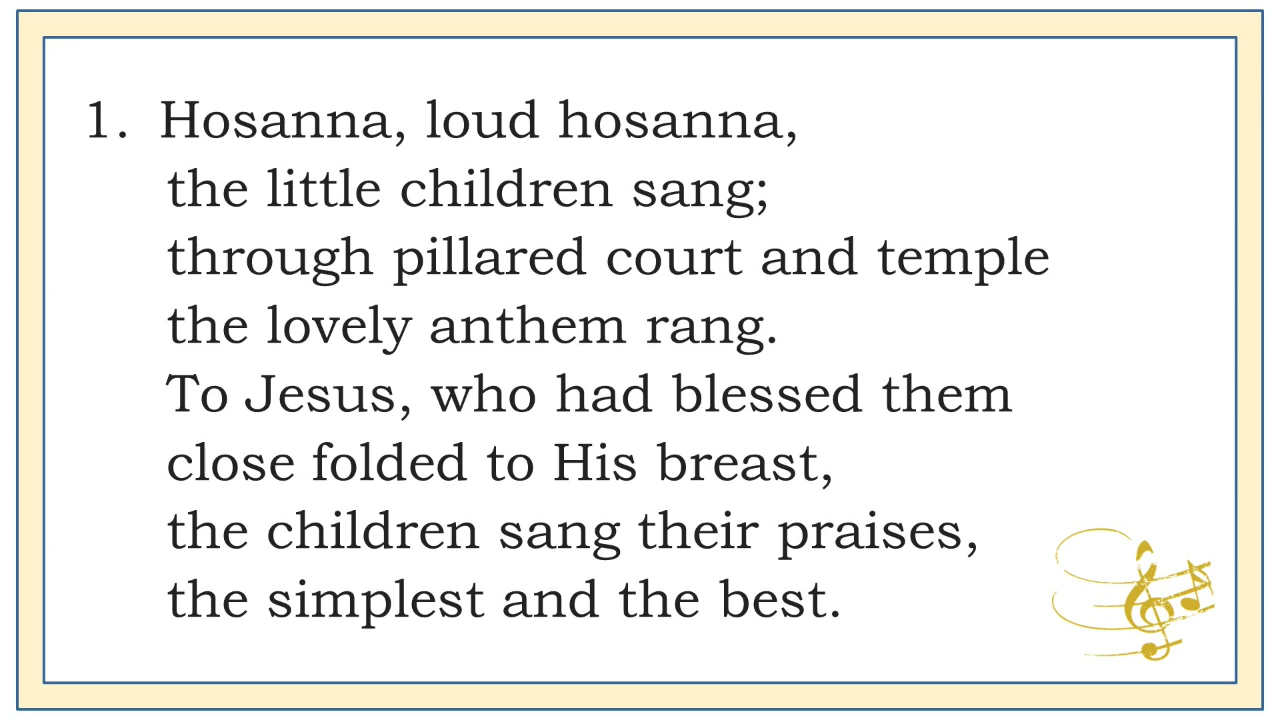 1. Hosanna, loud hosanna,
the little children sang;
through pillared court and temple
the lovely anthem rang.
To Jesus, who had blessed them
close folded to His breast,
the children sang their praises,
the simplest and the best.